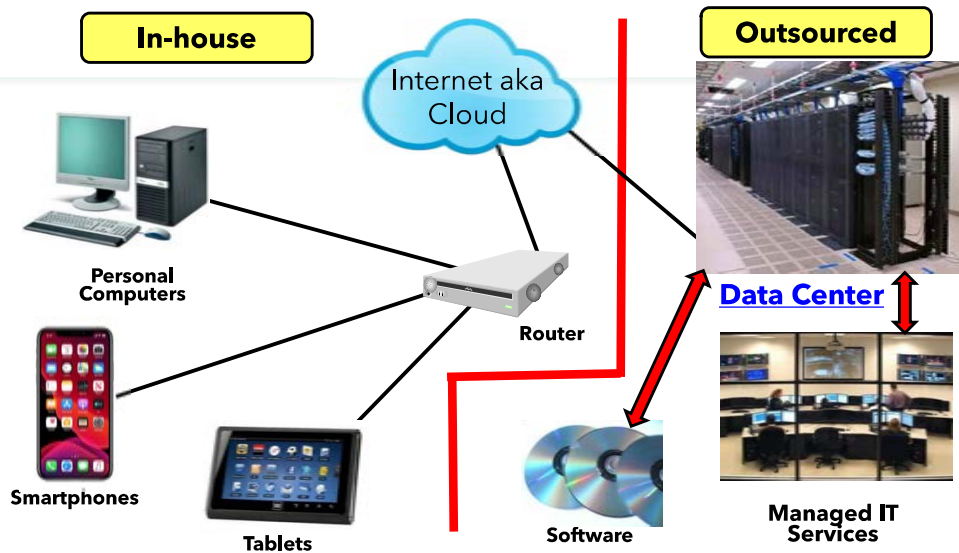 In-house
Outsourced
Internet aka
Cloud
Personal
Computers
Router
Data Center
Smartphones
Tablets
Software
Managed IT
Services